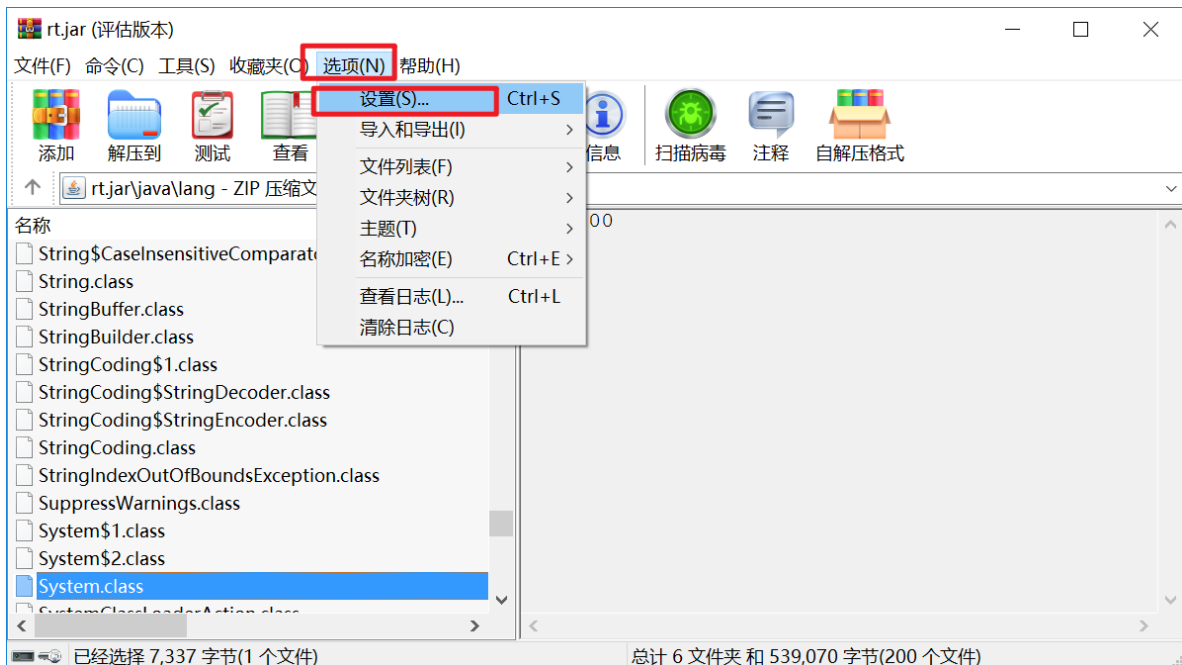 rt.jar (评估版本)
文件(F) 命令(C) 工具(S) 收藏夹(O) 选项(N) 帮助(H)
设置(S)... Ctrl+S
导入和导出(I)
文件列表(F)
文件夹树(R)
主题(T)
名称加密(E) Ctrl+E
查看日志(L)... Ctrl+L
清除日志(C)
添加 解压到 测试 查看 信息 扫描病毒 注释 自解压格式
rt.jar\java\lang - ZIP 压缩文
名称
00
String$CaseInsensitiveComparato
String.class
StringBuffer.class
StringBuilder.class
StringCoding$1.class
StringCoding$StringDecoder.class
StringCoding$StringEncoder.class
StringCoding.class
StringIndexOutOfBoundsException.class
SuppressWarnings.class
System$1.class
System$2.class
System.class
SystemClassLoaderAction.class
已经选择 7,337 字节(1 个文件)
总计 6 文件夹 和 539,070 字节(200 个文件)